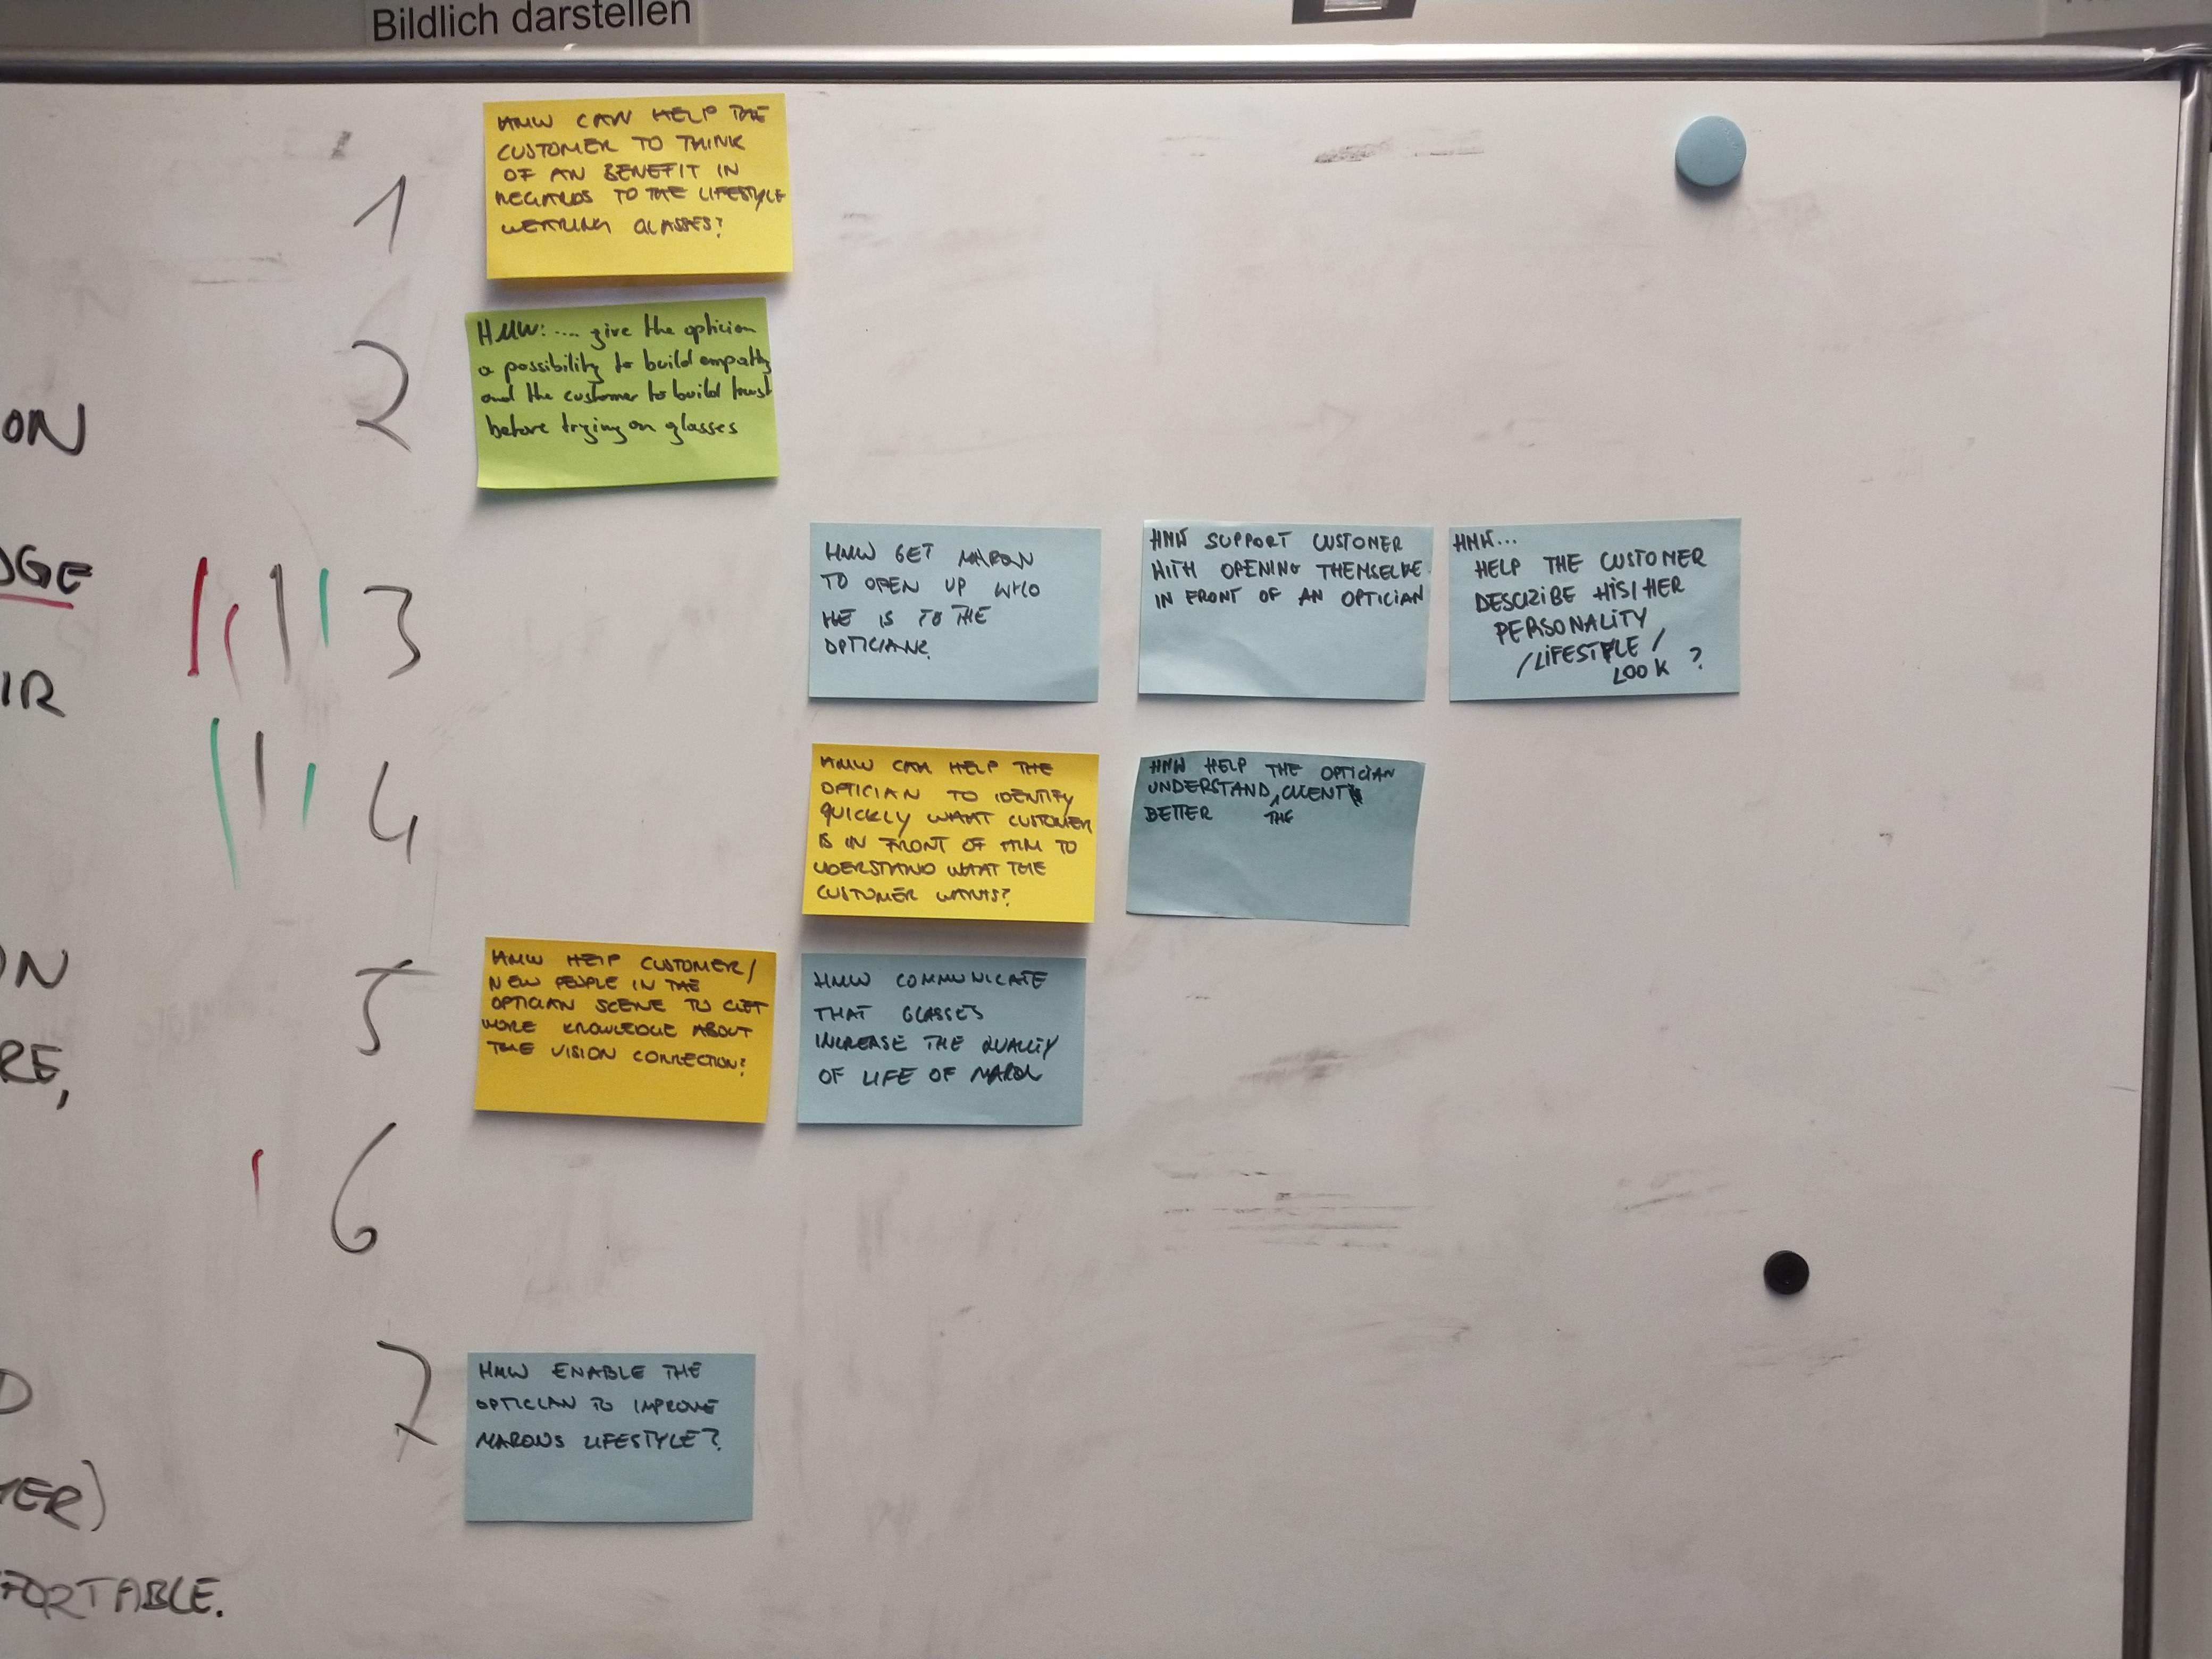 Bildlich darstellen
1
HMW CAN HELP THE
CUSTOMER TO THINK
OF AN BENEFIT IN
REGARDS TO THE LIFESTYLE
WEARING GLASSES?
2
HMW: .... give the optician
a possibility to build empathy
and the customer to build trust
before trying on glasses
ON
DGE
3
HMW GET MARON
TO OPEN UP WHO
HE IS TO THE
OPTICIAN?
HMW SUPPORT CUSTOMER
WITH OPENING THEMSELVE
IN FRONT OF AN OPTICIAN
HMW...
HELP THE CUSTOMER
DESCRIBE HIS/HER
PERSONALITY
/LIFESTYLE/
LOOK ?
IR
4
HMW CAN HELP THE
OPTICIAN TO IDENTIFY
QUICKLY WHAT CUSTOMER
IS IN FRONT OF HIM TO
UDERSTAND WHAT THE
CUSTOMER WANTS?
HMW HELP THE OPTICIAN
UNDERSTAND THE CLIENT
BETTER
ON
RE,
5
HMW HELP CUSTOMER/
NEW PEOPLE IN THE
OPTICIAN SCENE TO GET
MORE KNOWLEDGE ABOUT
THE VISION CORRECTION?
HMW COMMUNICATE
THAT GLASSES
INCREASE THE QUALITY
OF LIFE OF MARON
6
7
HMW ENABLE THE
OPTICIAN TO IMPROVE
MARONS LIFESTYLE?
D
ER)
FORTABLE.